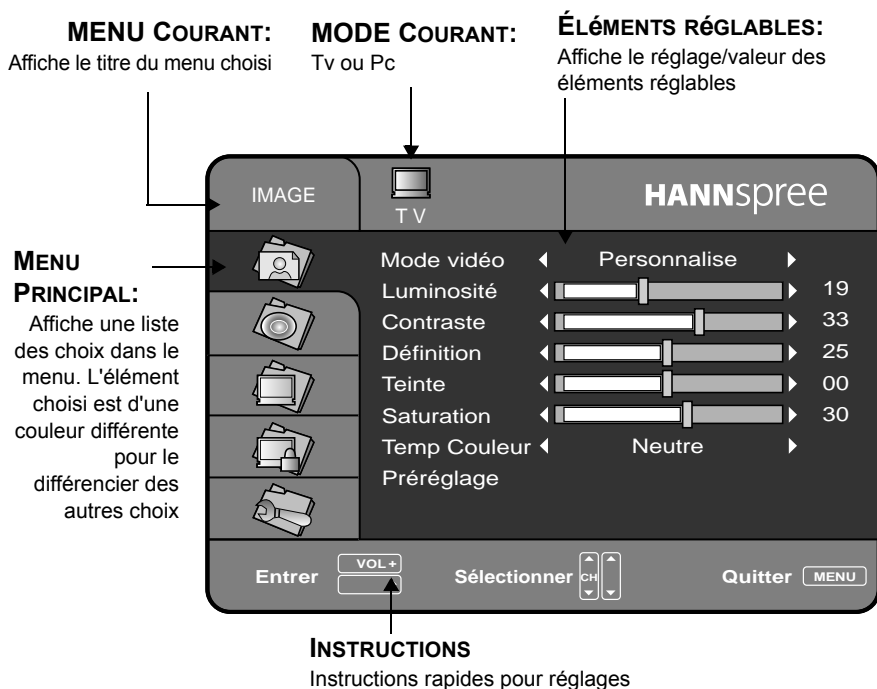 MENU COURANT:
Affiche le titre du menu choisi
MODE COURANT:
Tv ou Pc
ÉLéMENTS RéGLABLES:
Affiche le réglage/valeur des
éléments réglables
IMAGE
T V
HANNspree
MENU
PRINCIPAL:
Affiche une liste
des choix dans le
menu. L'élément
choisi est d'une
couleur différente
pour le
différencier des
autres choix
Mode vidéo Personnalise
Luminosité 19
Contraste 33
Définition 25
Teinte 00
Saturation 30
Temp Couleur Neutre
Préréglage
Entrer VOL+ Sélectionner CH Quitter MENU
INSTRUCTIONS
Instructions rapides pour réglages